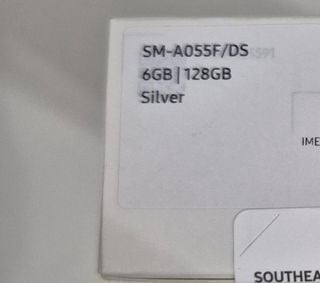 SM-A055F/DS
6GB | 128GB
Silver
IME
SOUTHEA